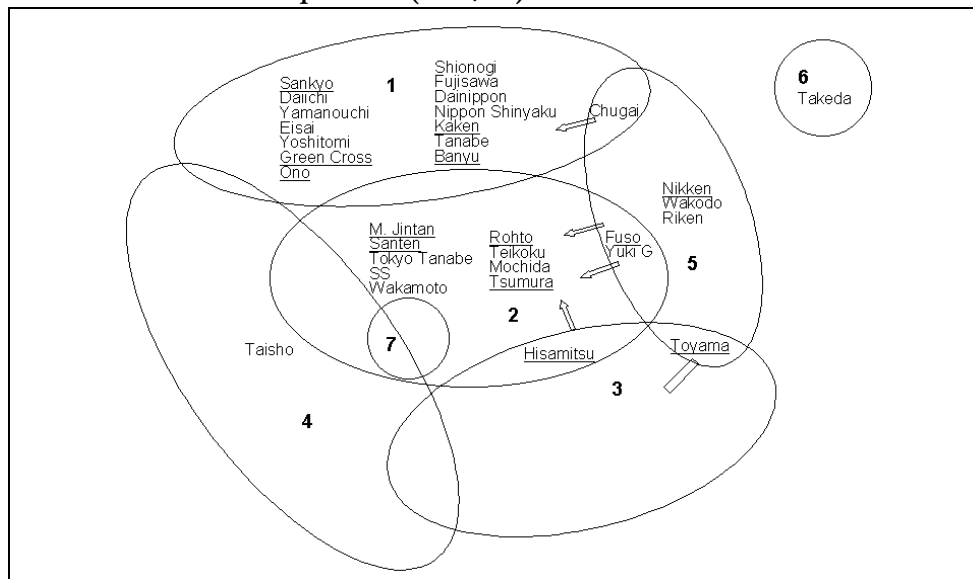 1
Sankyo
Daiichi
Yamanouchi
Eisai
Yoshitomi
Green Cross
Ono
Shionogi
Fujisawa
Dainippon
Nippon Shinyaku
Kaken
Tanabe
Banyu
Chugai
6
Takeda
Nikken
Wakodo
Riken
5
M. Jintan
Santen
Tokyo Tanabe
SS
Wakamoto
Rohto
Teikoku
Mochida
Tsumura
2
Fuso
Yuki G
7
Hisamitsu
Toyama
3
Taisho
4